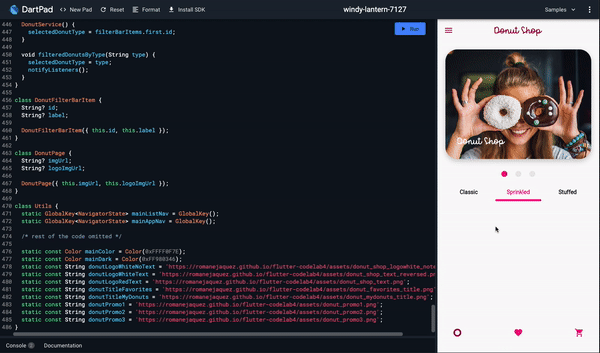 DartPad
New Pad
Reset
Format
Install SDK
windy-lantern-7127
Samples
446 DonutService() {
447 selectedDonutType = filterBarItems.first.id;
448 }
449
450 void filteredDonutsByType(String type) {
451 selectedDonutType = type;
452 notifyListeners();
453 }
454 }
455
456 class DonutFilterBarItem {
457 String? id;
458 String? label;
459
460 DonutFilterBarItem({ this.id, this.label });
461 }
462
463 class DonutPage {
464 String? imgUrl;
465 String? logoImgUrl;
466
467 DonutPage({ this.imgUrl, this.logoImgUrl });
468 }
469
470 class Utils {
471 static GlobalKey<NavigatorState> mainListNav = GlobalKey();
472 static GlobalKey<NavigatorState> mainAppNav = GlobalKey();
473
474 /* rest of the code omitted */
475
476 static const Color mainColor = Color(0xFFFF0F7E);
477 static const Color mainDark = Color(0xff980346);
478 static const String donutLogoWhiteNoText = 'https://romanejaquez.github.io/flutter-codelab4/assets/donut_shop_logowhite_note
479 static const String donutLogoWhiteText = 'https://romanejaquez.github.io/flutter-codelab4/assets/donut_shop_text_reversed.pn
480 static const String donutLogoRedText = 'https://romanejaquez.github.io/flutter-codelab4/assets/donut_shop_text.png';
481 static const String donutTitleFavorites = 'https://romanejaquez.github.io/flutter-codelab4/assets/donut_favorites_title.png'
482 static const String donutTitleMyDonuts = 'https://romanejaquez.github.io/flutter-codelab4/assets/donut_mydonuts_title.png';
483 static const String donutPromo1 = 'https://romanejaquez.github.io/flutter-codelab4/assets/donut_promo1.png';
484 static const String donutPromo2 = 'https://romanejaquez.github.io/flutter-codelab4/assets/donut_promo2.png';
485 static const String donutPromo3 = 'https://romanejaquez.github.io/flutter-codelab4/assets/donut_promo3.png';
486 }
Run
Donut Shop
Donut Shop
Classic
Sprinkled
Stuffed
Console 2
Documentation